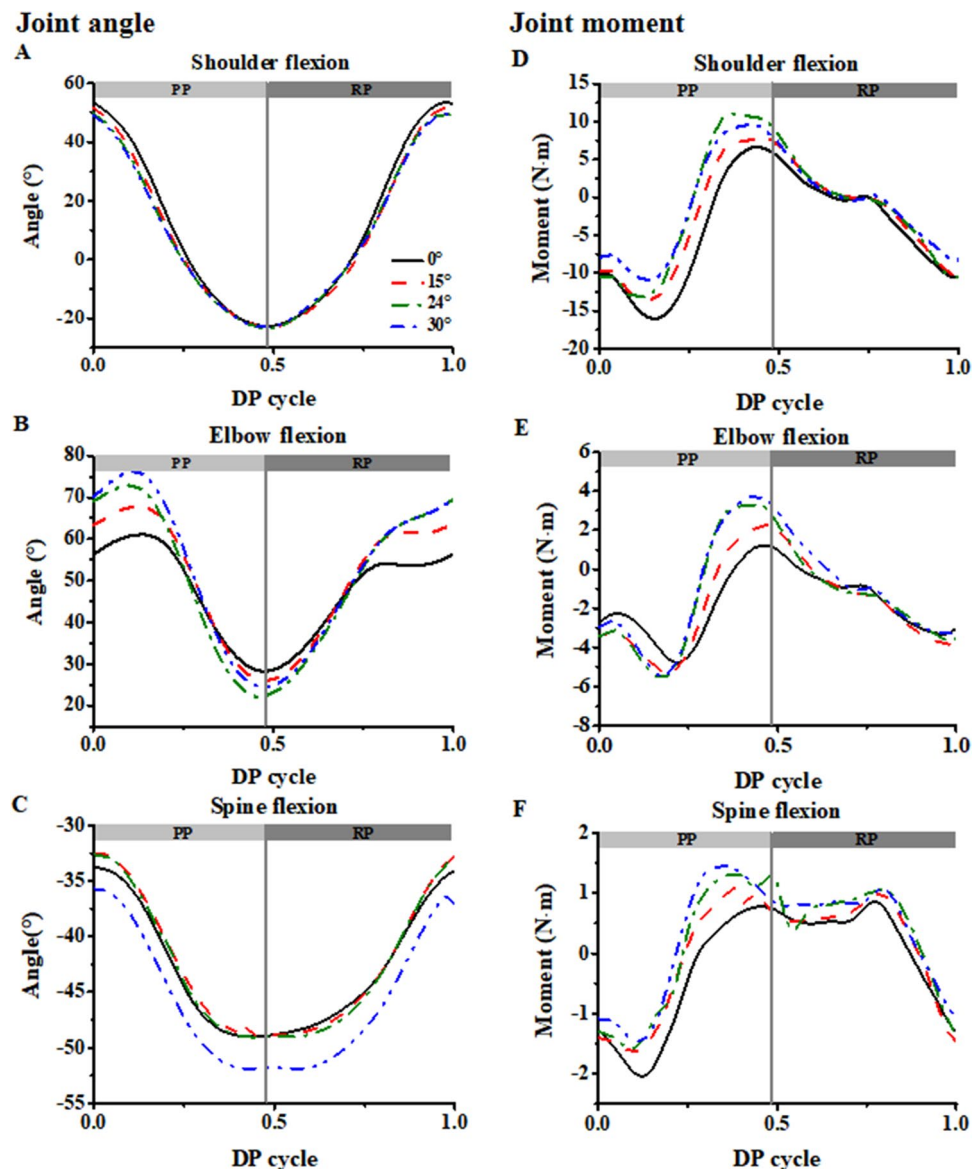 Joint angle
A
Shoulder flexion
PP RP
60
40
20
0
-20
Angle (°)
0°
15°
24°
30°
0.0 0.5 1.0
DP cycle
B
Elbow flexion
PP RP
80
70
60
50
40
30
20
Angle (°)
0.0 0.5 1.0
DP cycle
C
Spine flexion
PP RP
-30
-35
-40
-45
-50
-55
Angle(°)
0.0 0.5 1.0
DP cycle
Joint moment
D
Shoulder flexion
PP RP
15
10
5
0
-5
-10
-15
-20
Moment (N·m)
0.0 0.5 1.0
DP cycle
E
Elbow flexion
PP RP
6
4
2
0
-2
-4
-6
-8
Moment (N·m)
0.0 0.5 1.0
DP cycle
F
Spine flexion
PP RP
2
1
0
-1
-2
Moment (N·m)
0.0 0.5 1.0
DP cycle